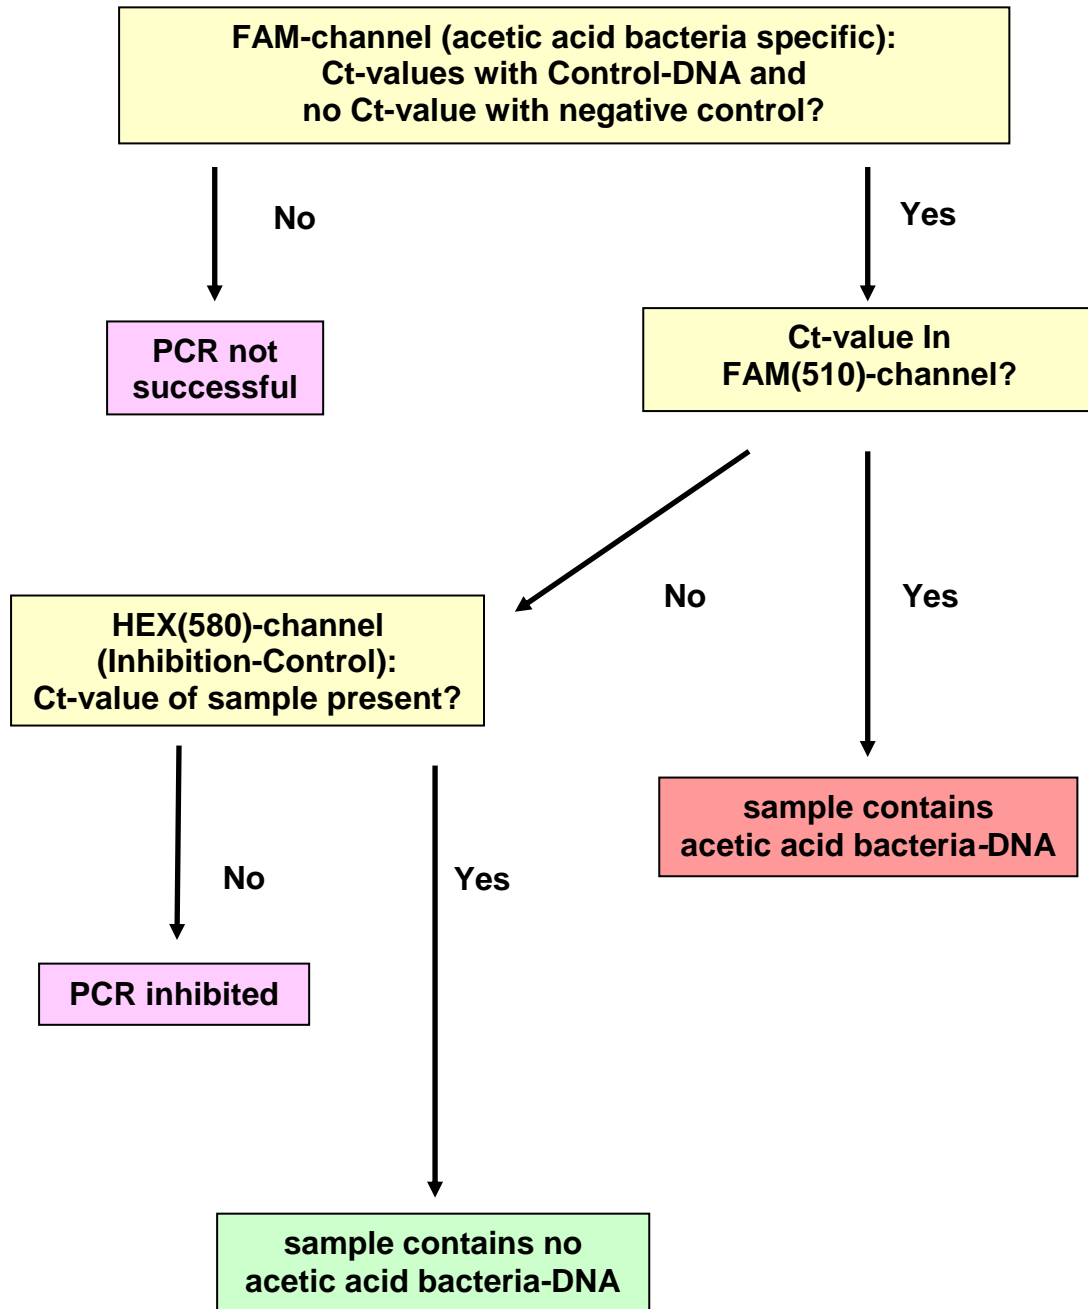 FAM-channel (acetic acid bacteria specific):
Ct-values with Control-DNA and
no Ct-value with negative control?
No
Yes
PCR not
successful
Ct-value In
FAM(510)-channel?
No
Yes
HEX(580)-channel
(Inhibition-Control):
Ct-value of sample present?
sample contains
acetic acid bacteria-DNA
No
Yes
PCR inhibited
sample contains no
acetic acid bacteria-DNA